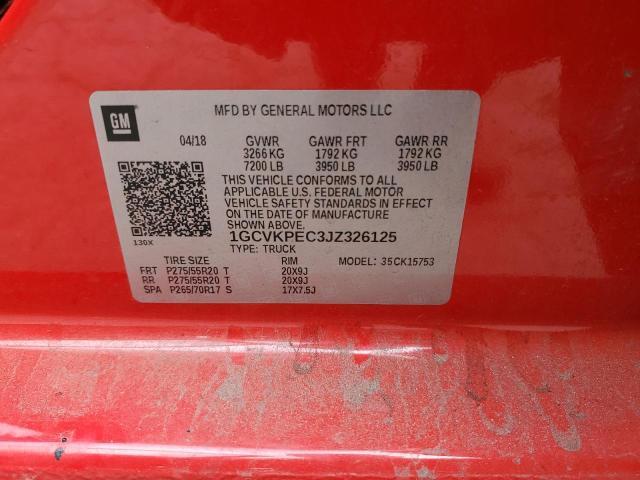 GM
MFD BY GENERAL MOTORS LLC
04/18 GVWR GAWR FRT GAWR RR
3266 KG 1792 KG 1792 KG
7200 LB 3950 LB 3950 LB
THIS VEHICLE CONFORMS TO ALL
APPLICABLE U.S. FEDERAL MOTOR
VEHICLE SAFETY STANDARDS IN EFFECT
ON THE DATE OF MANUFACTURE
SHOWN ABOVE.
1GCVKPEC3JZ326125
130X
TYPE: TRUCK
TIRE SIZE RIM MODEL: 35CK15753
FRT P275/55R20 T 20X9J
RR P275/55R20 T 20X9J
SPA P265/70R17 S 17X7.5J